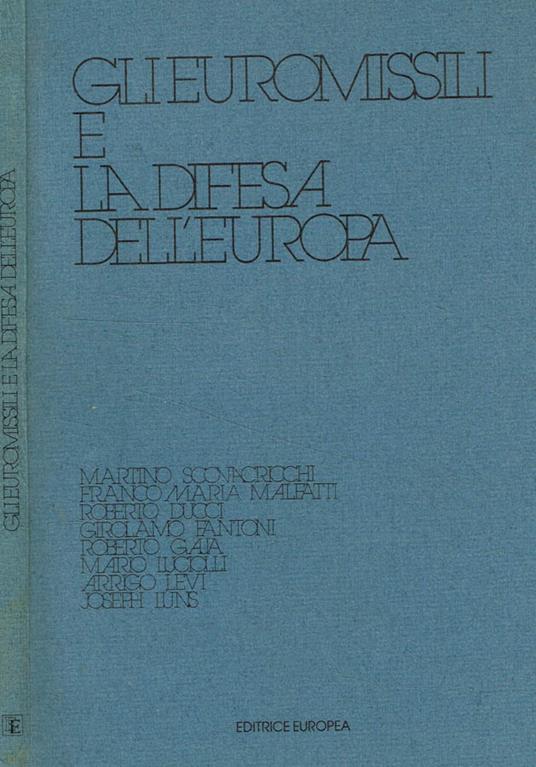 GLI EUROMISSILI
E
LA DIFESA
DELL'EUROPA
MARTINO SCOVACRICCHI
FRANCO MARIA MALFATTI
ROBERTO DUCCI
GIROLAMO FANTONI
ROBERTO GAJA
MARIO LUCIOLLI
ARRIGO LEVI
JOSEPH LUNS
EDITRICE EUROPEA
GLI EUROMISSILI E LA DIFESA DELL'EUROPA